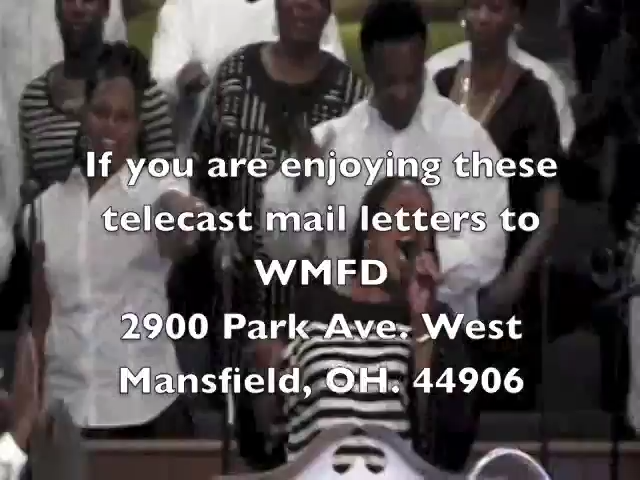 If you are enjoying these
telecast mail letters to
WMFD
2900 Park Ave. West
Mansfield, OH. 44906